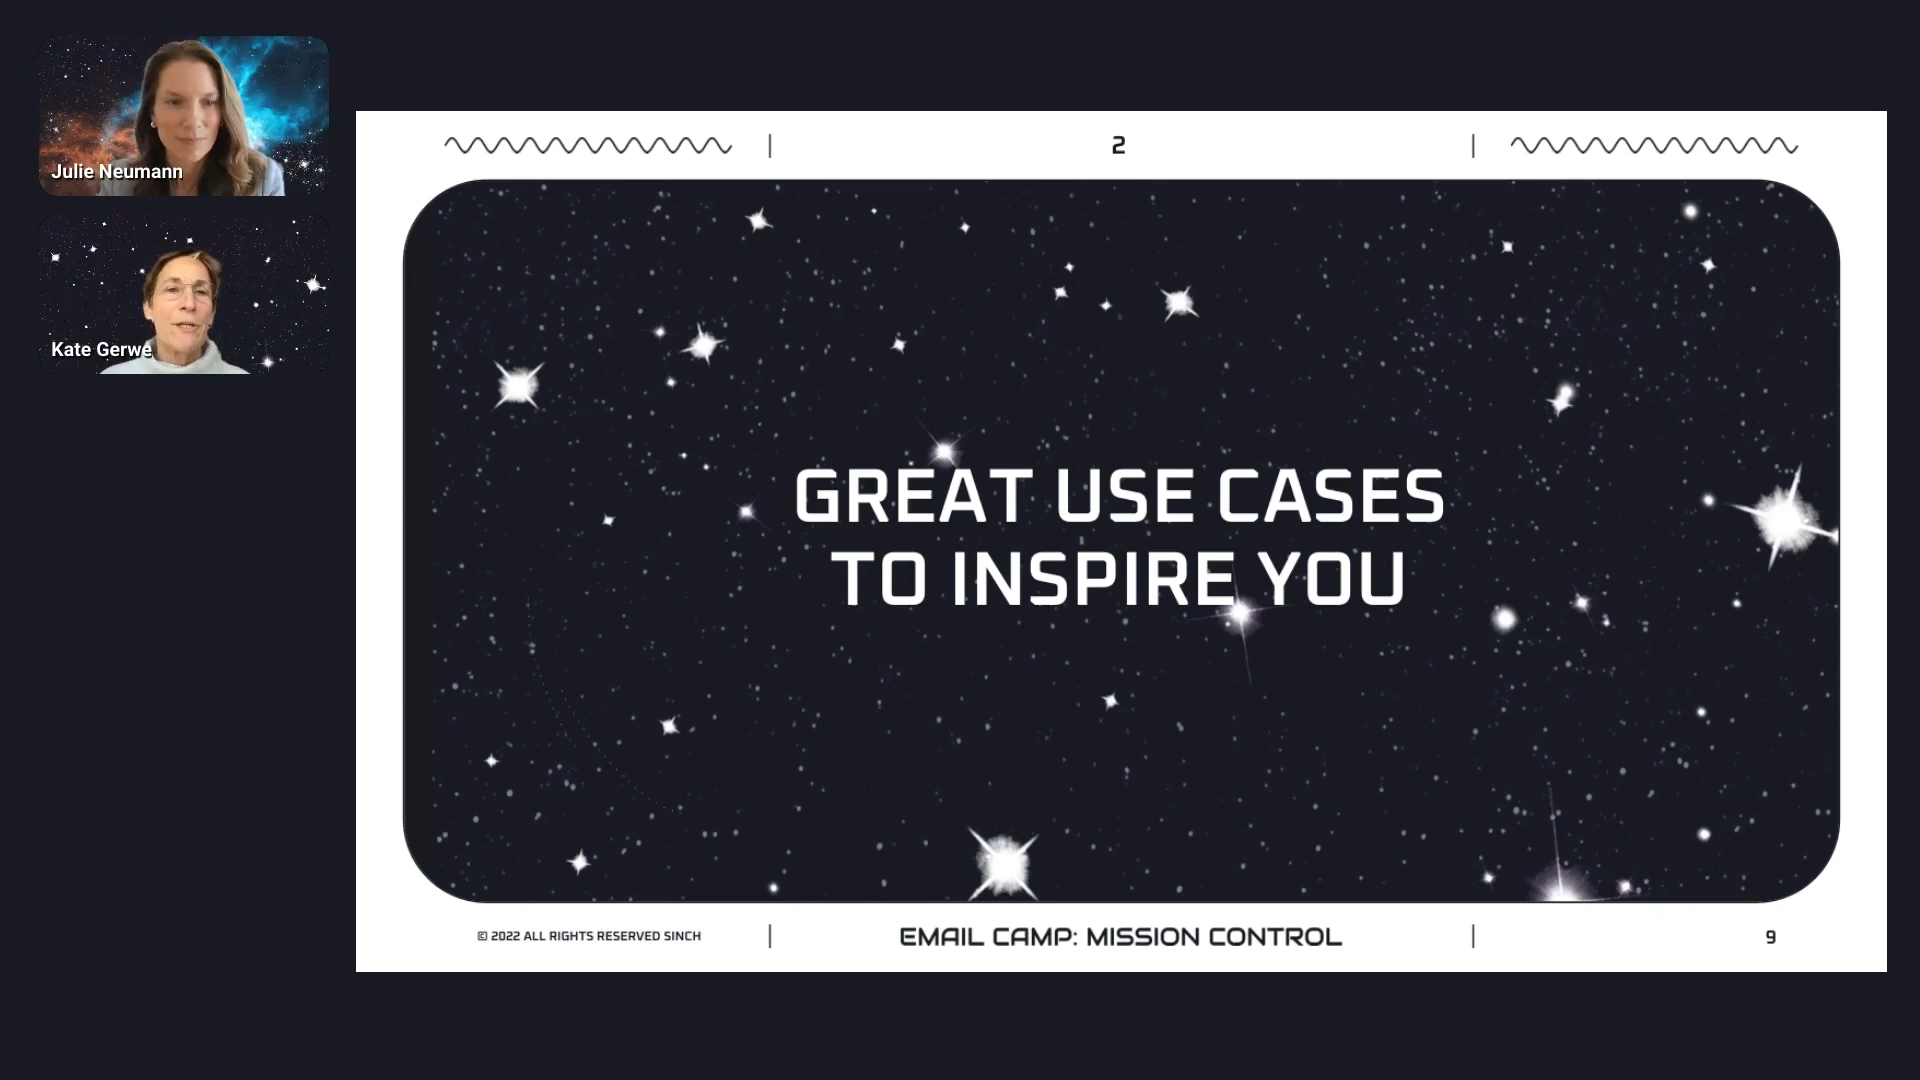 Julie Neumann
Kate Gerwe
2
GREAT USE CASES
TO INSPIRE YOU
© 2022 ALL RIGHTS RESERVED SINCH
EMAIL CAMP: MISSION CONTROL
9